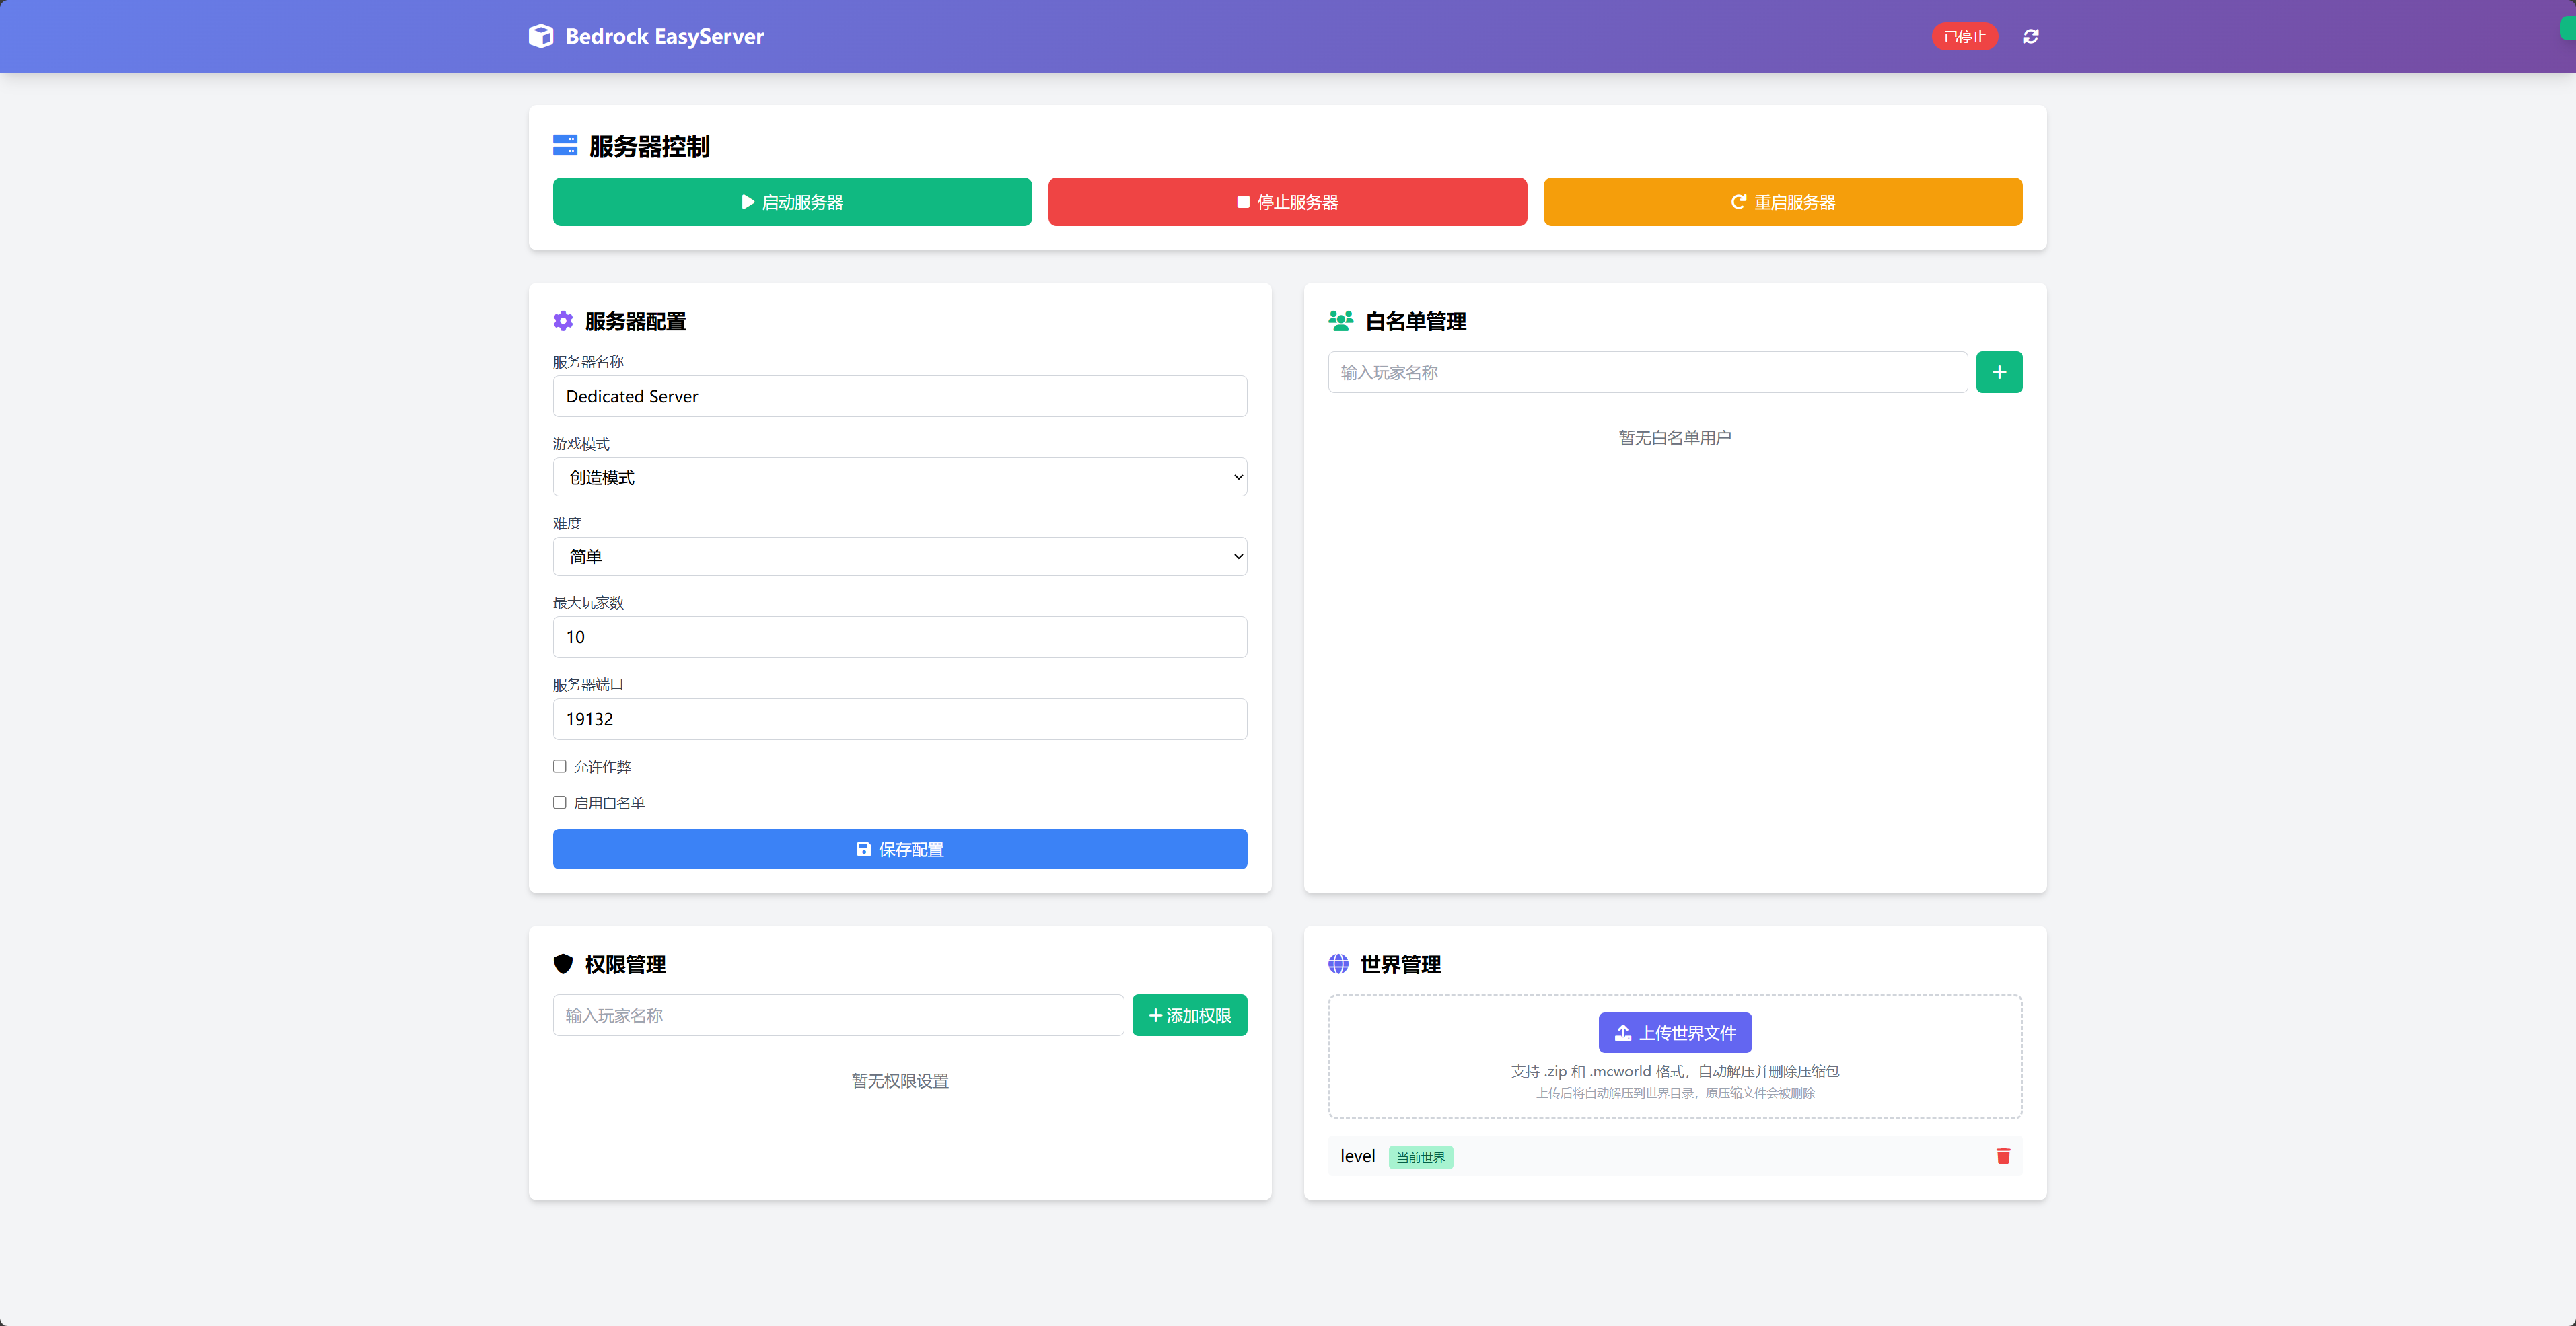 Bedrock EasyServer
已停止
服务器控制
启动服务器
停止服务器
重启服务器
服务器配置
服务器名称
Dedicated Server
游戏模式
创造模式
难度
简单
最大玩家数
10
服务器端口
19132
允许作弊
启用白名单
保存配置
白名单管理
输入玩家名称
暂无白名单用户
权限管理
输入玩家名称
添加权限
暂无权限设置
世界管理
上传世界文件
支持 .zip 和 .mcworld 格式，自动解压并删除压缩包
上传后将自动解压到世界目录，原压缩文件会被删除
level 当前世界